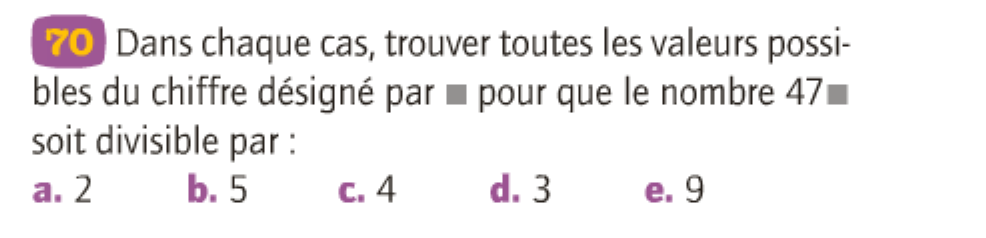 70 Dans chaque cas, trouver toutes les valeurs possi-
bles du chiffre désigné par ■ pour que le nombre 47■
soit divisible par :
a. 2 b. 5 c. 4 d. 3 e. 9